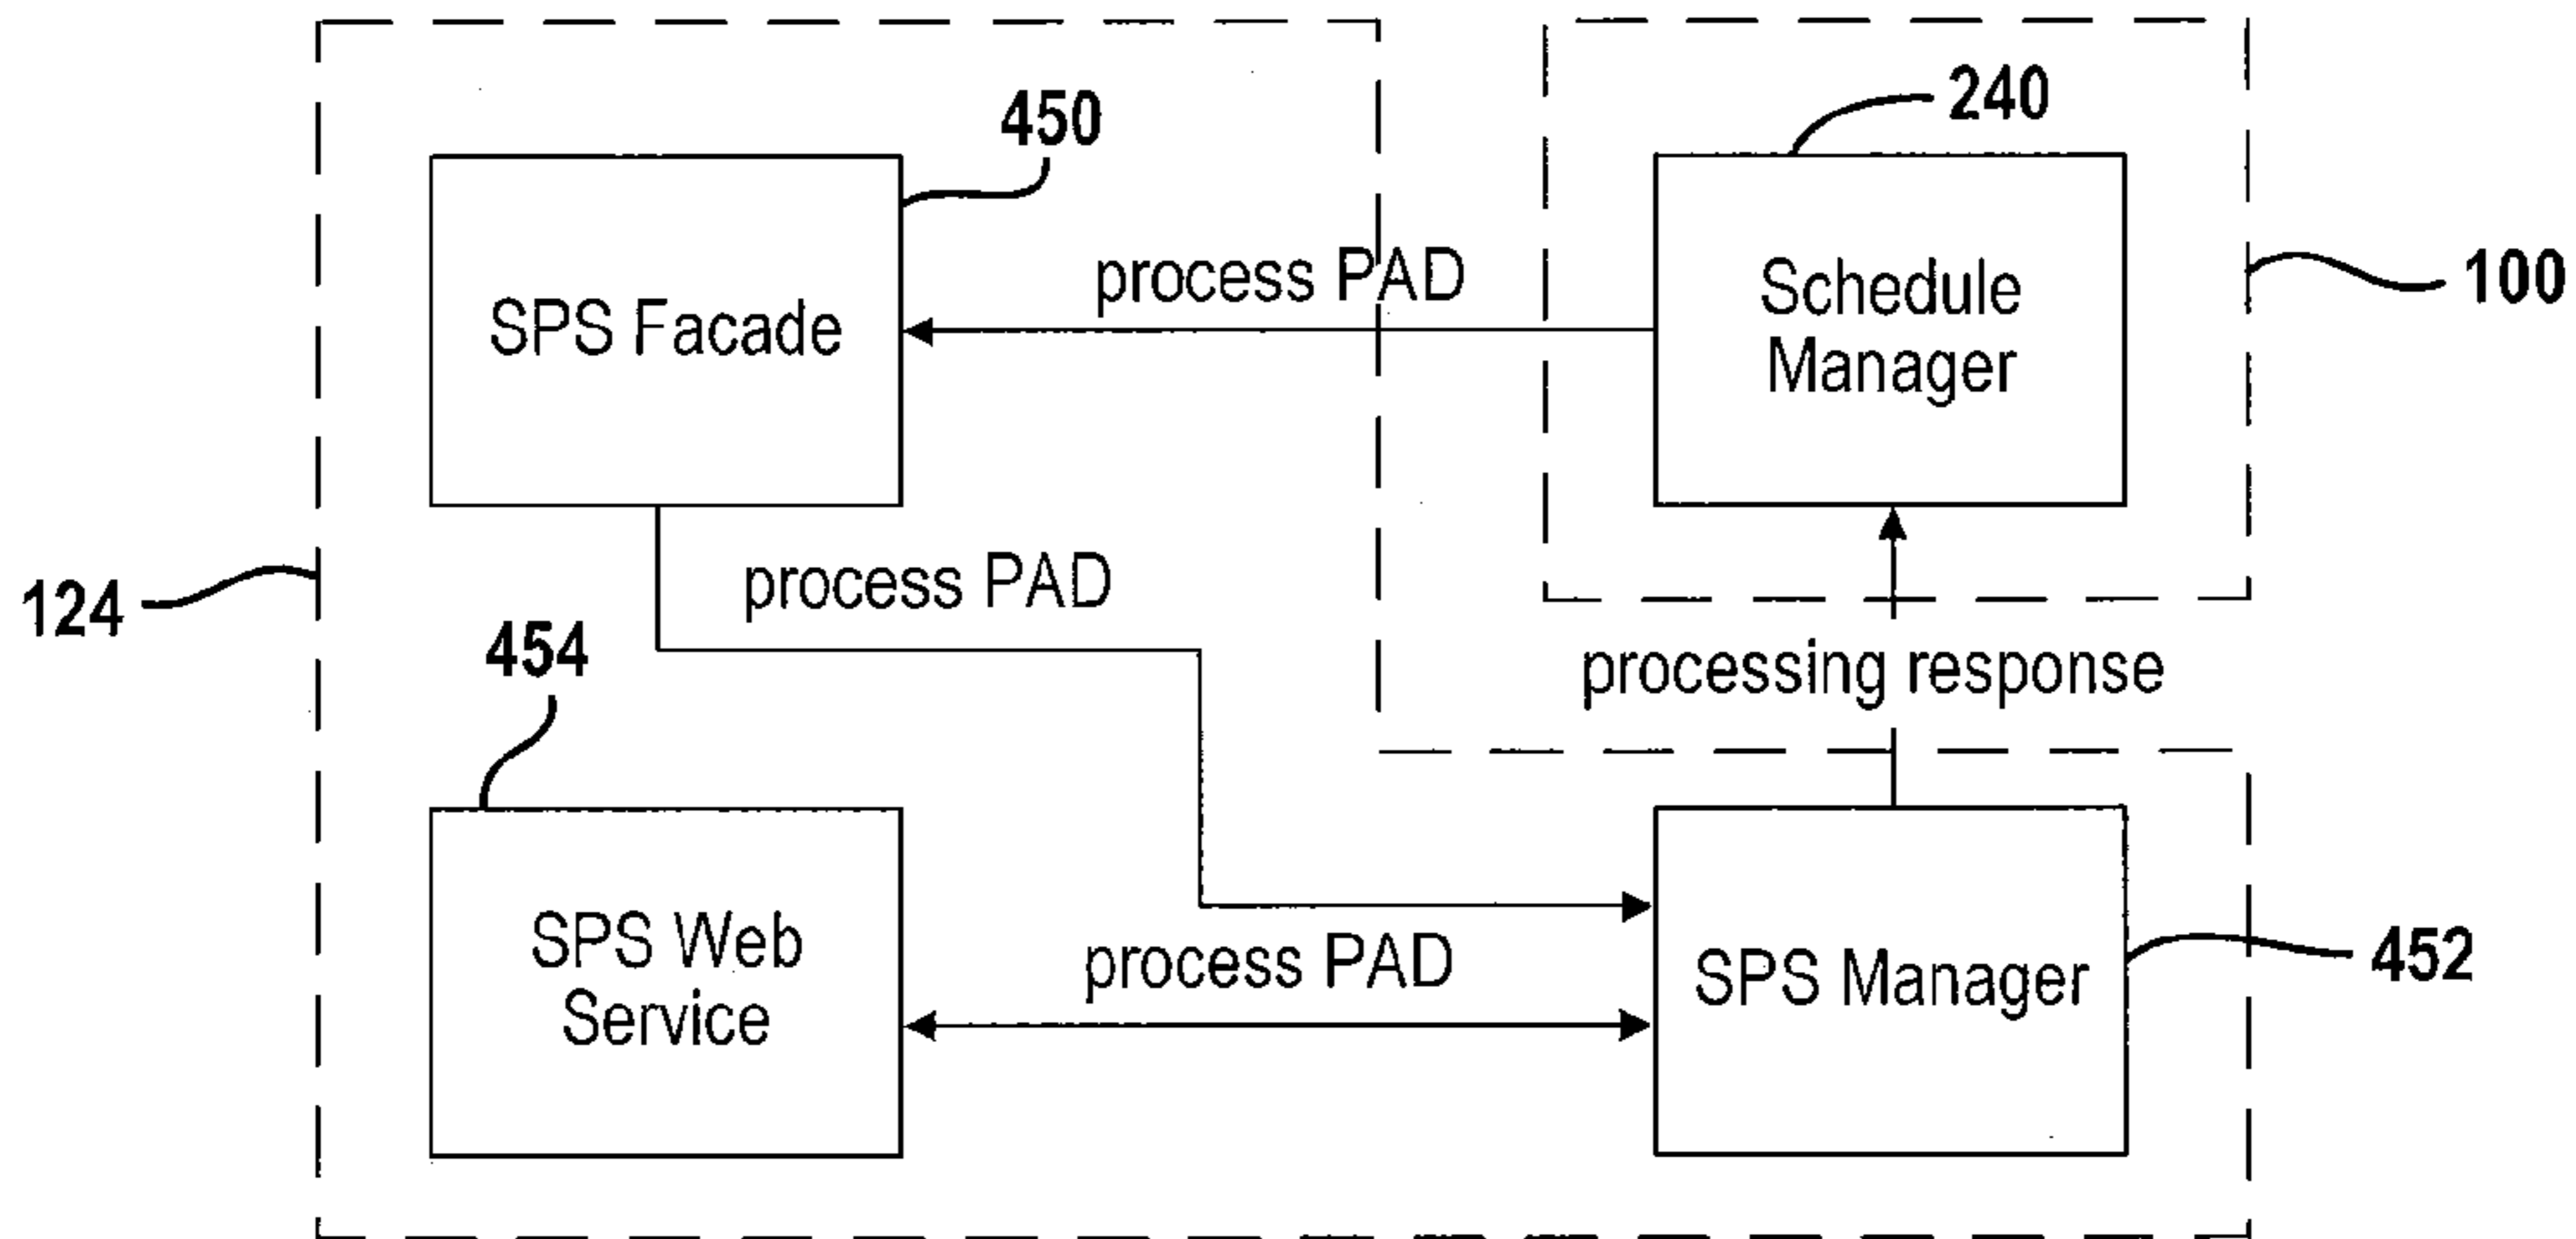 240
450
100
SPS Facade
process PAD
Schedule
Manager
process PAD
124
454
processing response
SPS Web
Service
process PAD
SPS Manager
452